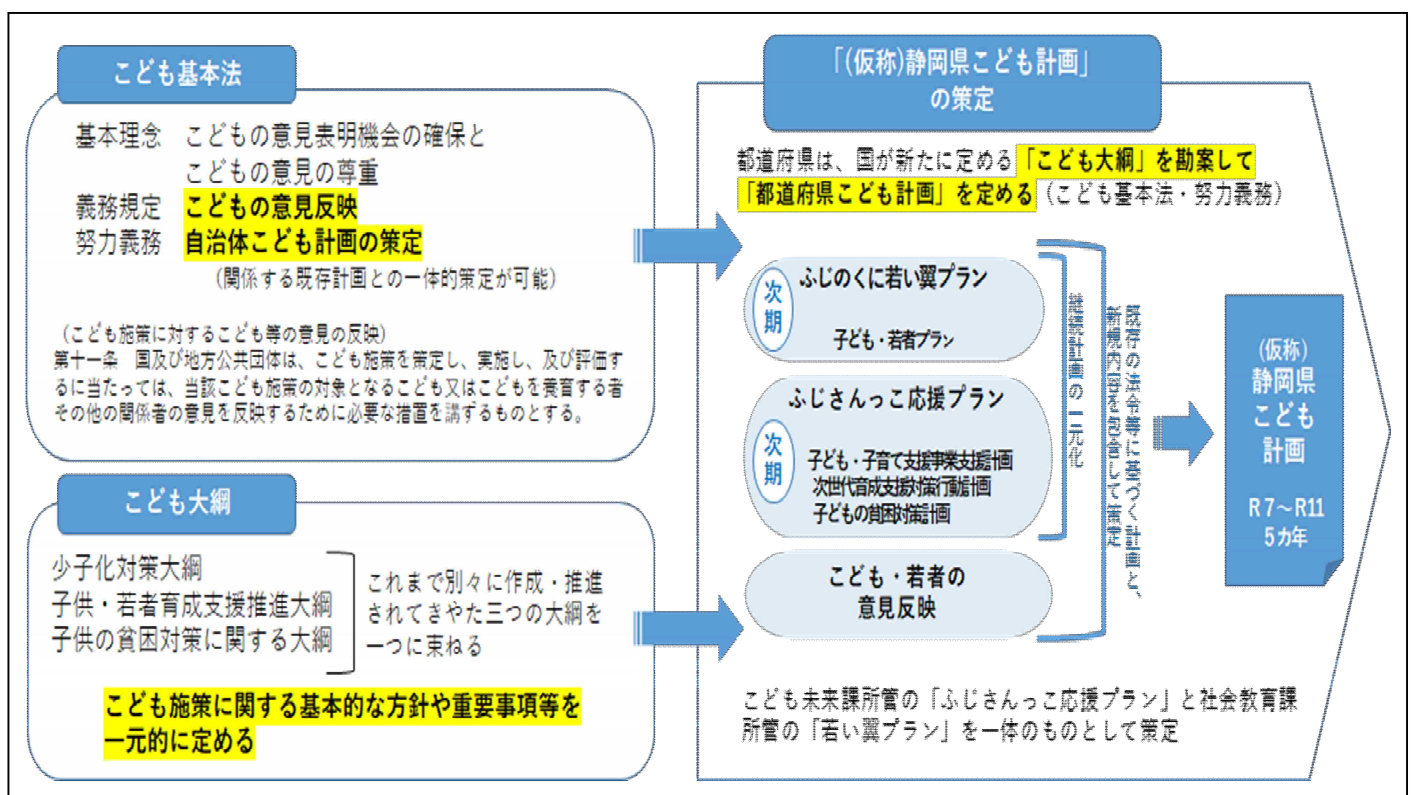 こども基本法
基本理念 こどもの意見表明機会の確保と
こどもの意見の尊重
義務規定 こどもの意見反映
努力義務 自治体こども計画の策定
(関係する既存計画との一体的策定が可能)
(こども施策に対するこども等の意見の反映)
第十一条 国及び地方公共団体は、こども施策を策定し、実施し、及び評価す
るに当たっては、当該こども施策の対象となるこども又はこどもを養育する者
その他の関係者の意見を反映するために必要な措置を講ずるものとする。
こども大綱
少子化対策大綱
子供・若者育成支援推進大綱
子供の貧困対策に関する大綱
これまで別々に作成・推進
されてきやた三つの大綱を
一つに束ねる
こども施策に関する基本的な方針や重要事項等を
一元的に定める
「(仮称)静岡県こども計画」
の策定
都道府県は、国が新たに定める「こども大綱」を勘案して
「都道府県こども計画」を定める(こども基本法・努力義務)
次期
ふじのくに若い翼プラン
子ども・若者プラン
次期
ふじさんっこ応援プラン
子ども・子育て支援事業支援計画
次世代育成支援対策行動計画
子どもの貧困対策計画
こども・若者の
意見反映
継続計画の一元化
既存の法令等に基づく計画と、
新規内容を包含して策定
(仮称)
静岡県
こども
計画
R7～R11
5カ年
こども未来課所管の「ふじさんっこ応援プラン」と社会教育課
所管の「若い翼プラン」を一体のものとして策定